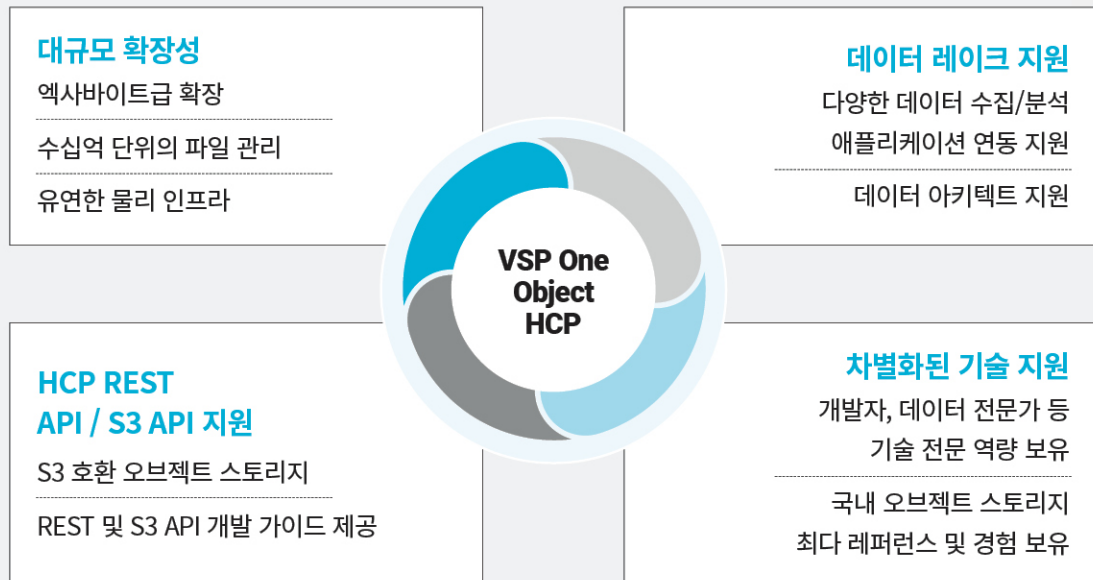 대규모 확장성
엑사바이트급 확장
수십억 단위의 파일 관리
유연한 물리 인프라
데이터 레이크 지원
다양한 데이터 수집/분석
애플리케이션 연동 지원
데이터 아키텍트 지원
VSP One
Object
HCP
HCP REST
API / S3 API 지원
S3 호환 오브젝트 스토리지
REST 및 S3 API 개발 가이드 제공
차별화된 기술 지원
개발자, 데이터 전문가 등
기술 전문 역량 보유
국내 오브젝트 스토리지
최다 레퍼런스 및 경험 보유